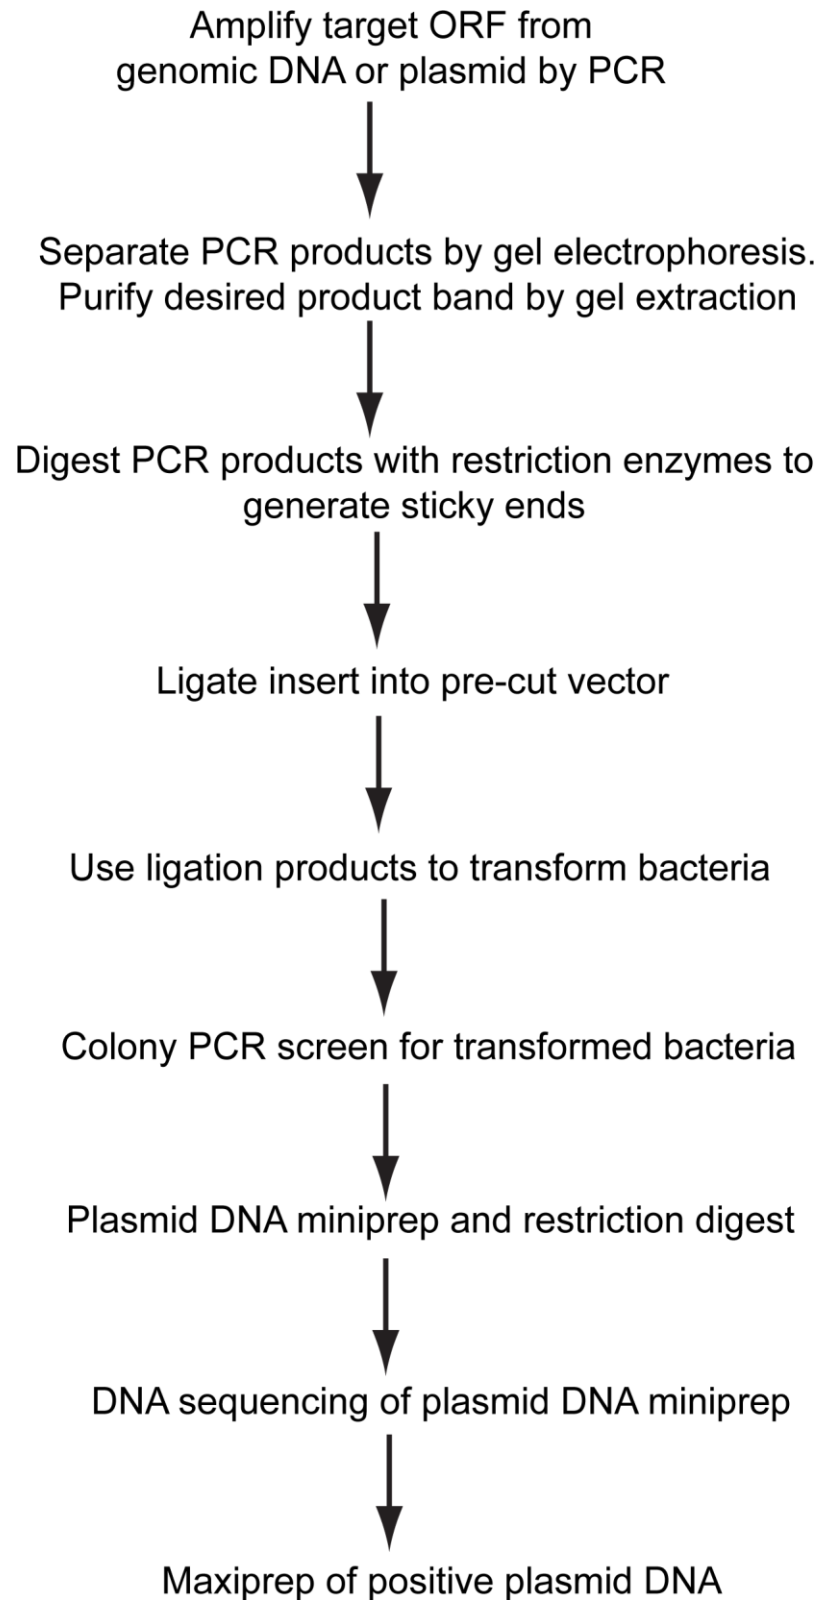 Amplify target ORF from
genomic DNA or plasmid by PCR
Separate PCR products by gel electrophoresis.
Purify desired product band by gel extraction
Digest PCR products with restriction enzymes to
generate sticky ends
Ligate insert into pre-cut vector
Use ligation products to transform bacteria
Colony PCR screen for transformed bacteria
Plasmid DNA miniprep and restriction digest
DNA sequencing of plasmid DNA miniprep
Maxiprep of positive plasmid DNA